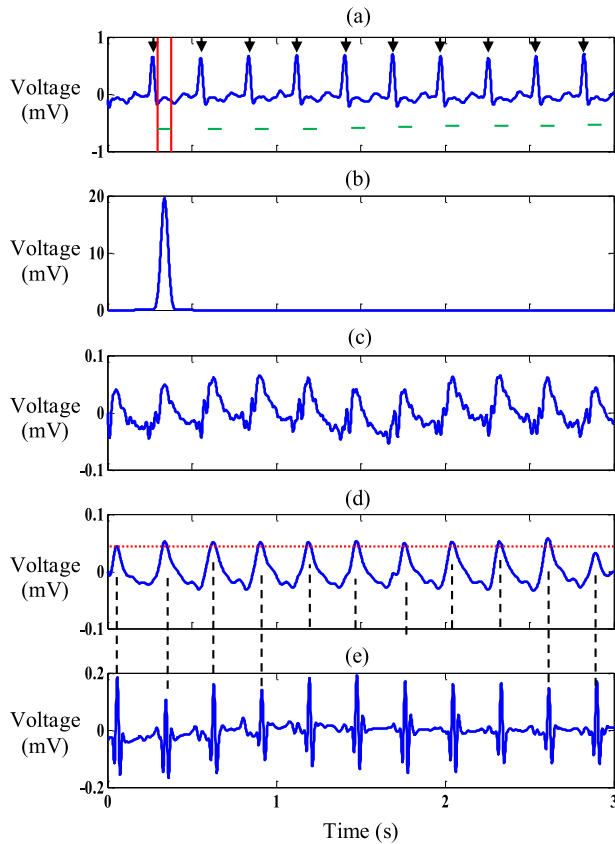 (a)
1
Voltage
(mV)
0
-1
(b)
20
Voltage
(mV)
10
0
(c)
0.1
Voltage
(mV)
0
-0.1
(d)
0.1
Voltage
(mV)
0
-0.1
(e)
0.2
Voltage
(mV)
0
-0.2
0 1 2 3
Time (s)